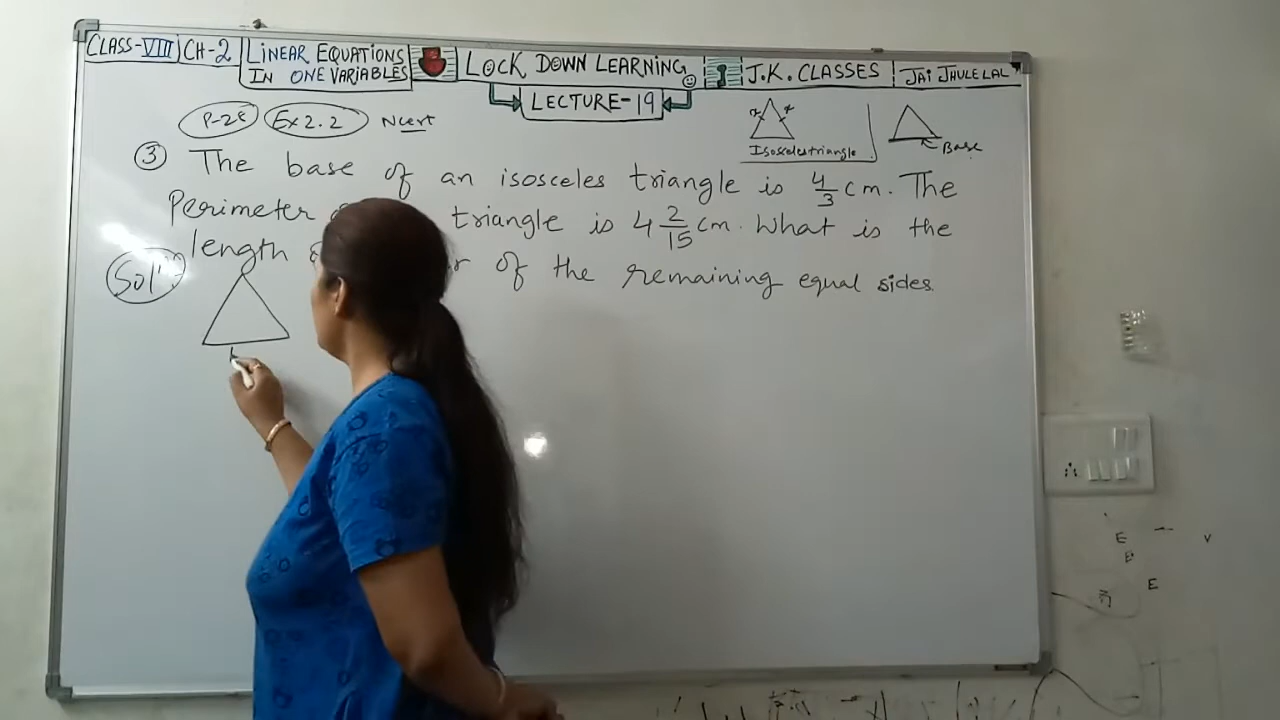 CLASS-VIII CH-2 LINEAR EQUATIONS IN ONE VARIABLES LOCK DOWN LEARNING J.K. CLASSES JAI JHULELAL
LECTURE-19
P-28 Ex 2.2 Ncert
x x
Isosceles triangle
Base
③ The base of an isosceles triangle is 4/3 cm. The
Perimeter triangle is 4 2/15 cm. What is the
length of the remaining equal sides.
Sol